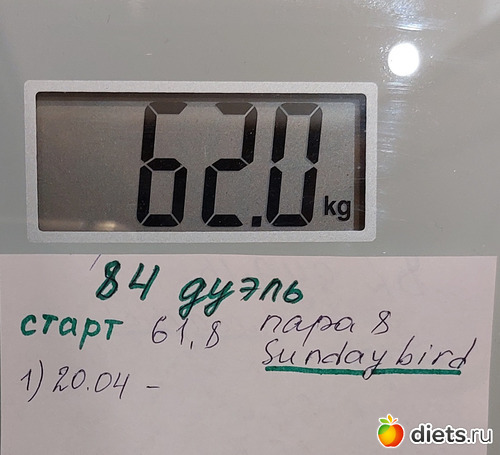 62.0 kg
84 дуэль
старт 61,8 пара 8
Sundaybird
1) 20.04 -
diets.ru